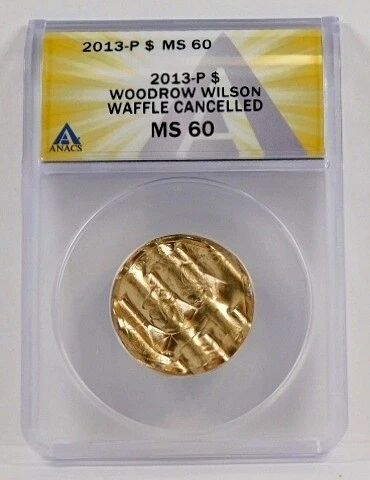 2013-P $ MS 60
2013-P $
WOODROW WILSON
WAFFLE CANCELLED
MS 60
ANACS